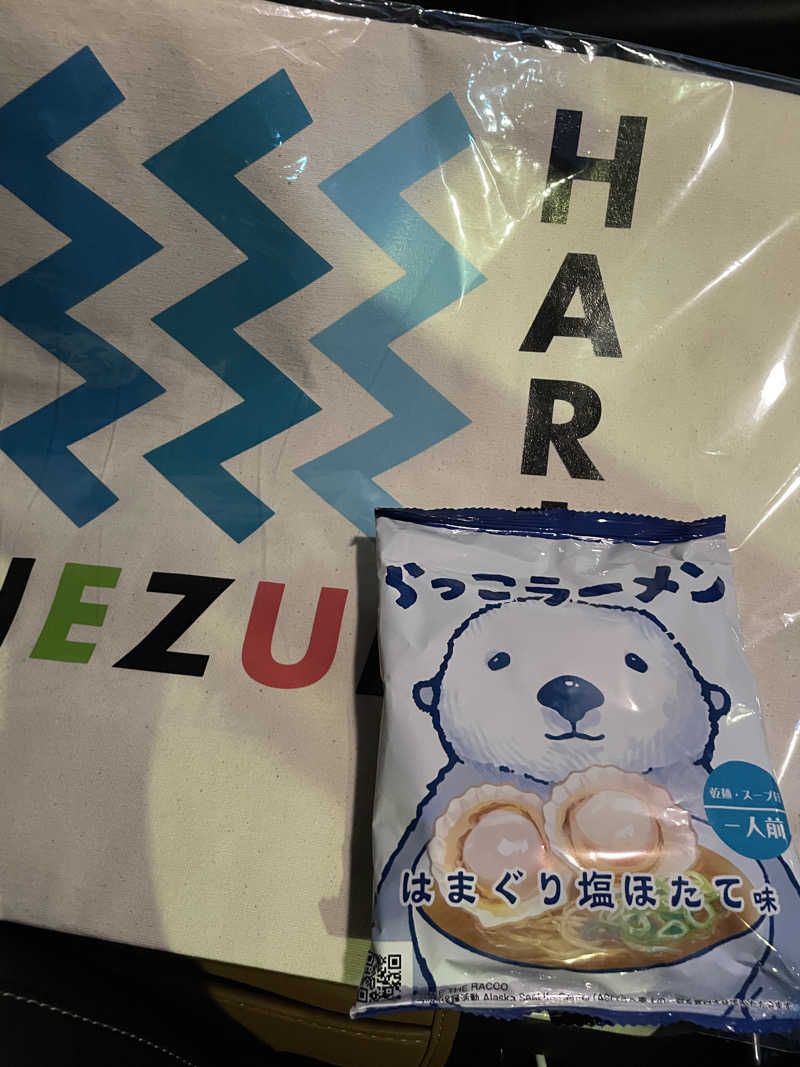 HAR
EZU
らっこラーメン
乾麺・スープ付
一人前
はまぐり塩ほたて味
THE RACCO